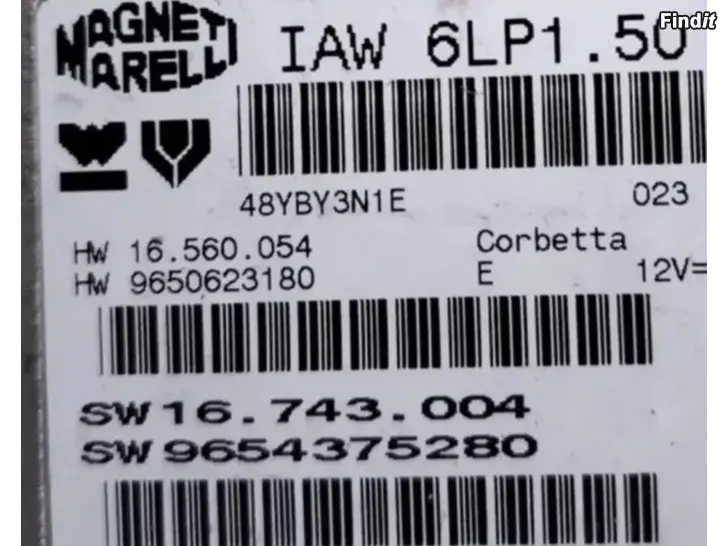 Findit
MAGNETI
MARELLI
IAW 6LP1.50
48YBY3N1E 023
HW 16.560.054 Corbetta
HW 9650623180 E 12V=
SW 16.743.004
SW 9654375280